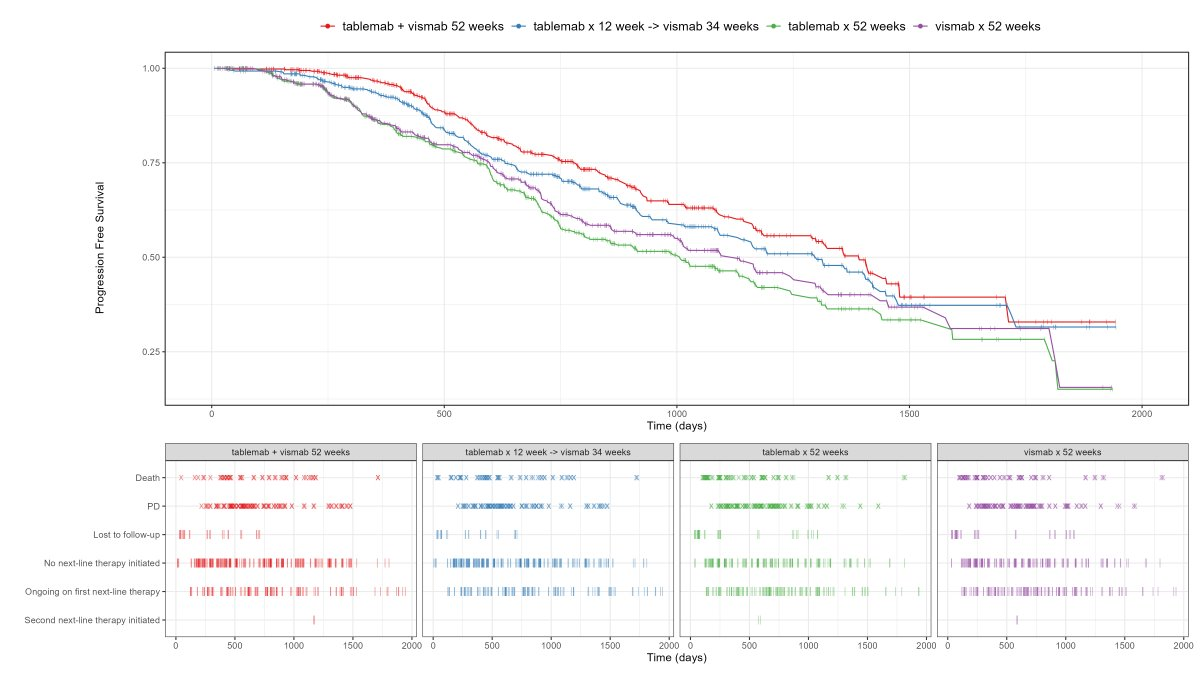 tablemab + vismab 52 weeks tablemab x 12 week -> vismab 34 weeks tablemab x 52 weeks vismab x 52 weeks
1.00
0.75
0.50
0.25
Progression Free Survival
0 500 1000 1500 2000
Time (days)
tablemab + vismab 52 weeks tablemab x 12 week -> vismab 34 weeks tablemab x 52 weeks vismab x 52 weeks
Death
PD
Lost to follow-up
No next-line therapy initiated
Ongoing on first next-line therapy
Second next-line therapy initiated
0 500 1000 1500 2000 0 500 1000 1500 2000 0 500 1000 1500 2000 0 500 1000 1500 2000
Time (days)